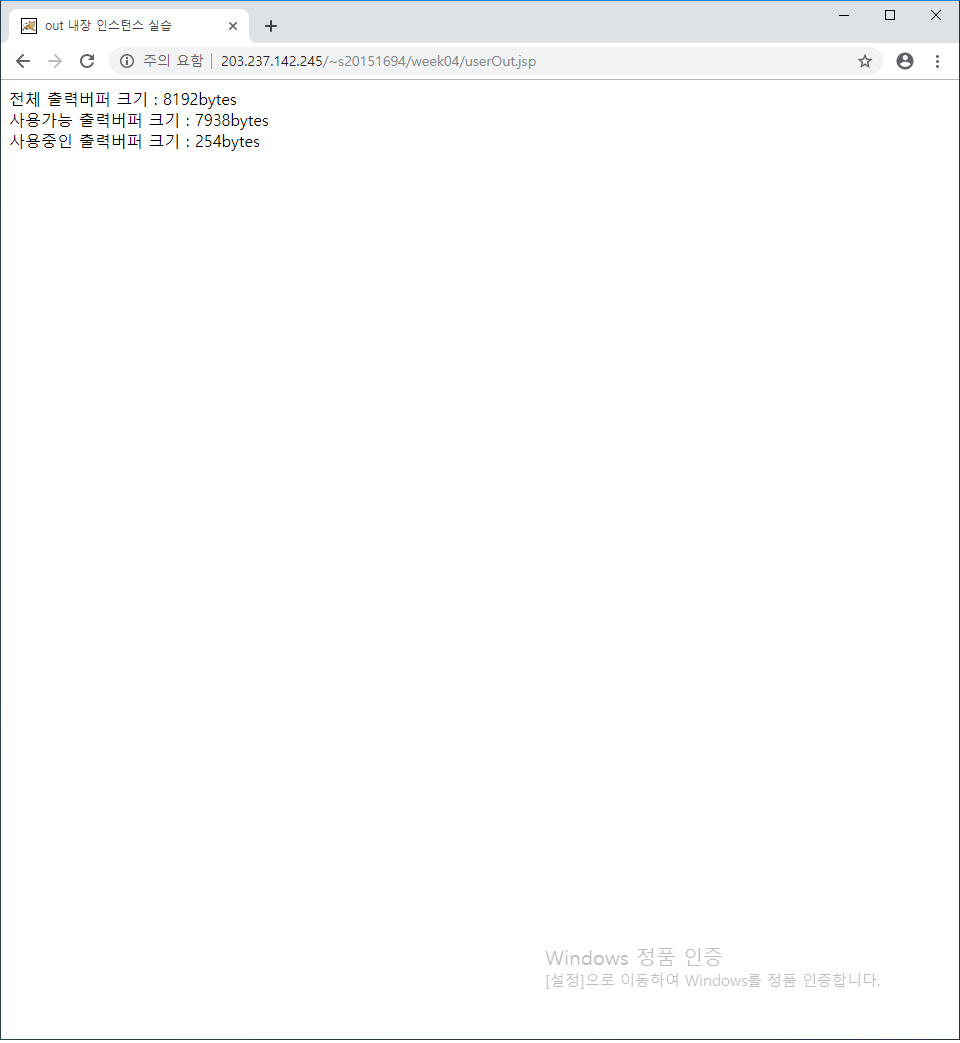 out 내장 인스턴스 실습
주의 요함 | 203.237.142.245/~s20151694/week04/userOut.jsp
전체 출력버퍼 크기 : 8192bytes
사용가능 출력버퍼 크기 : 7938bytes
사용중인 출력버퍼 크기 : 254bytes
Windows 정품 인증
[설정]으로 이동하여 Windows를 정품 인증합니다.